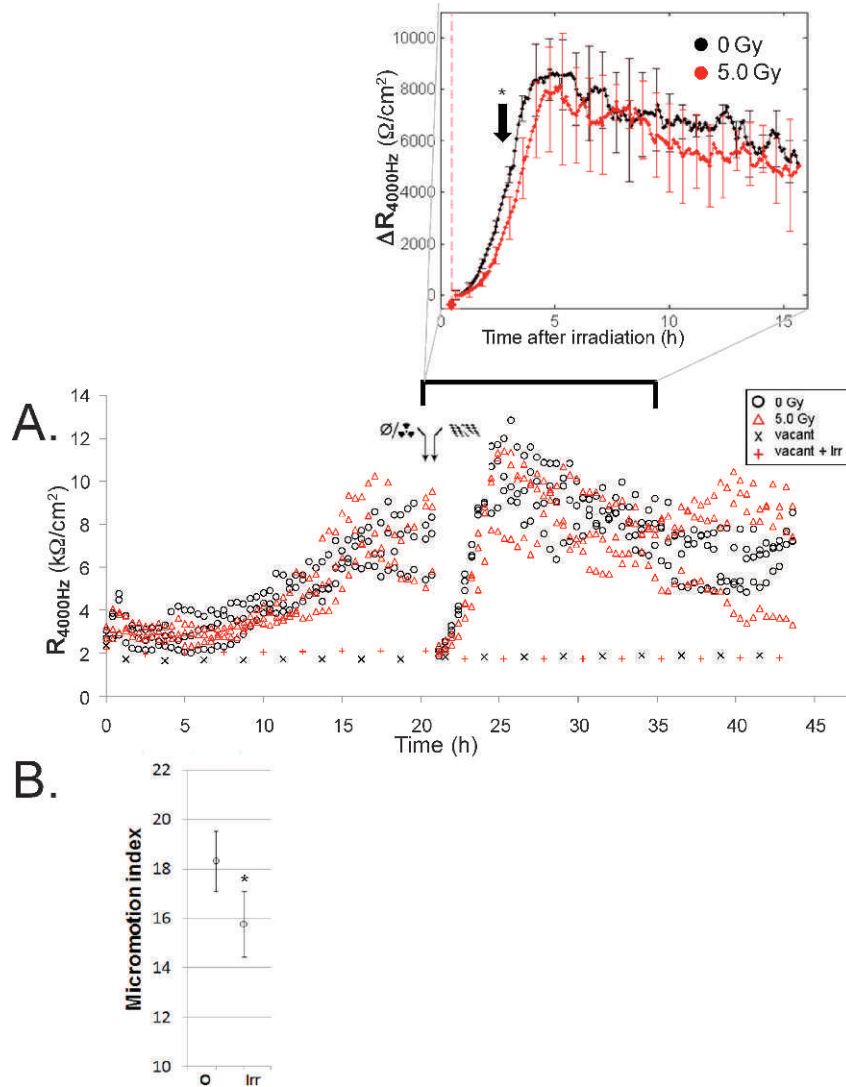 10000
8000
6000
4000
2000
0
ΔR4000Hz (Ω/cm²)
*
0 Gy
5.0 Gy
0 5 10 15
Time after irradiation (h)
A.
14
12
10
8
6
4
2
0
R4000Hz (kΩ/cm²)
Ø/
0 Gy
5.0 Gy
vacant
vacant + Irr
0 5 10 15 20 25 30 35 40 45
Time (h)
B.
22
20
18
16
14
12
10
Micromotion index
*
O Irr